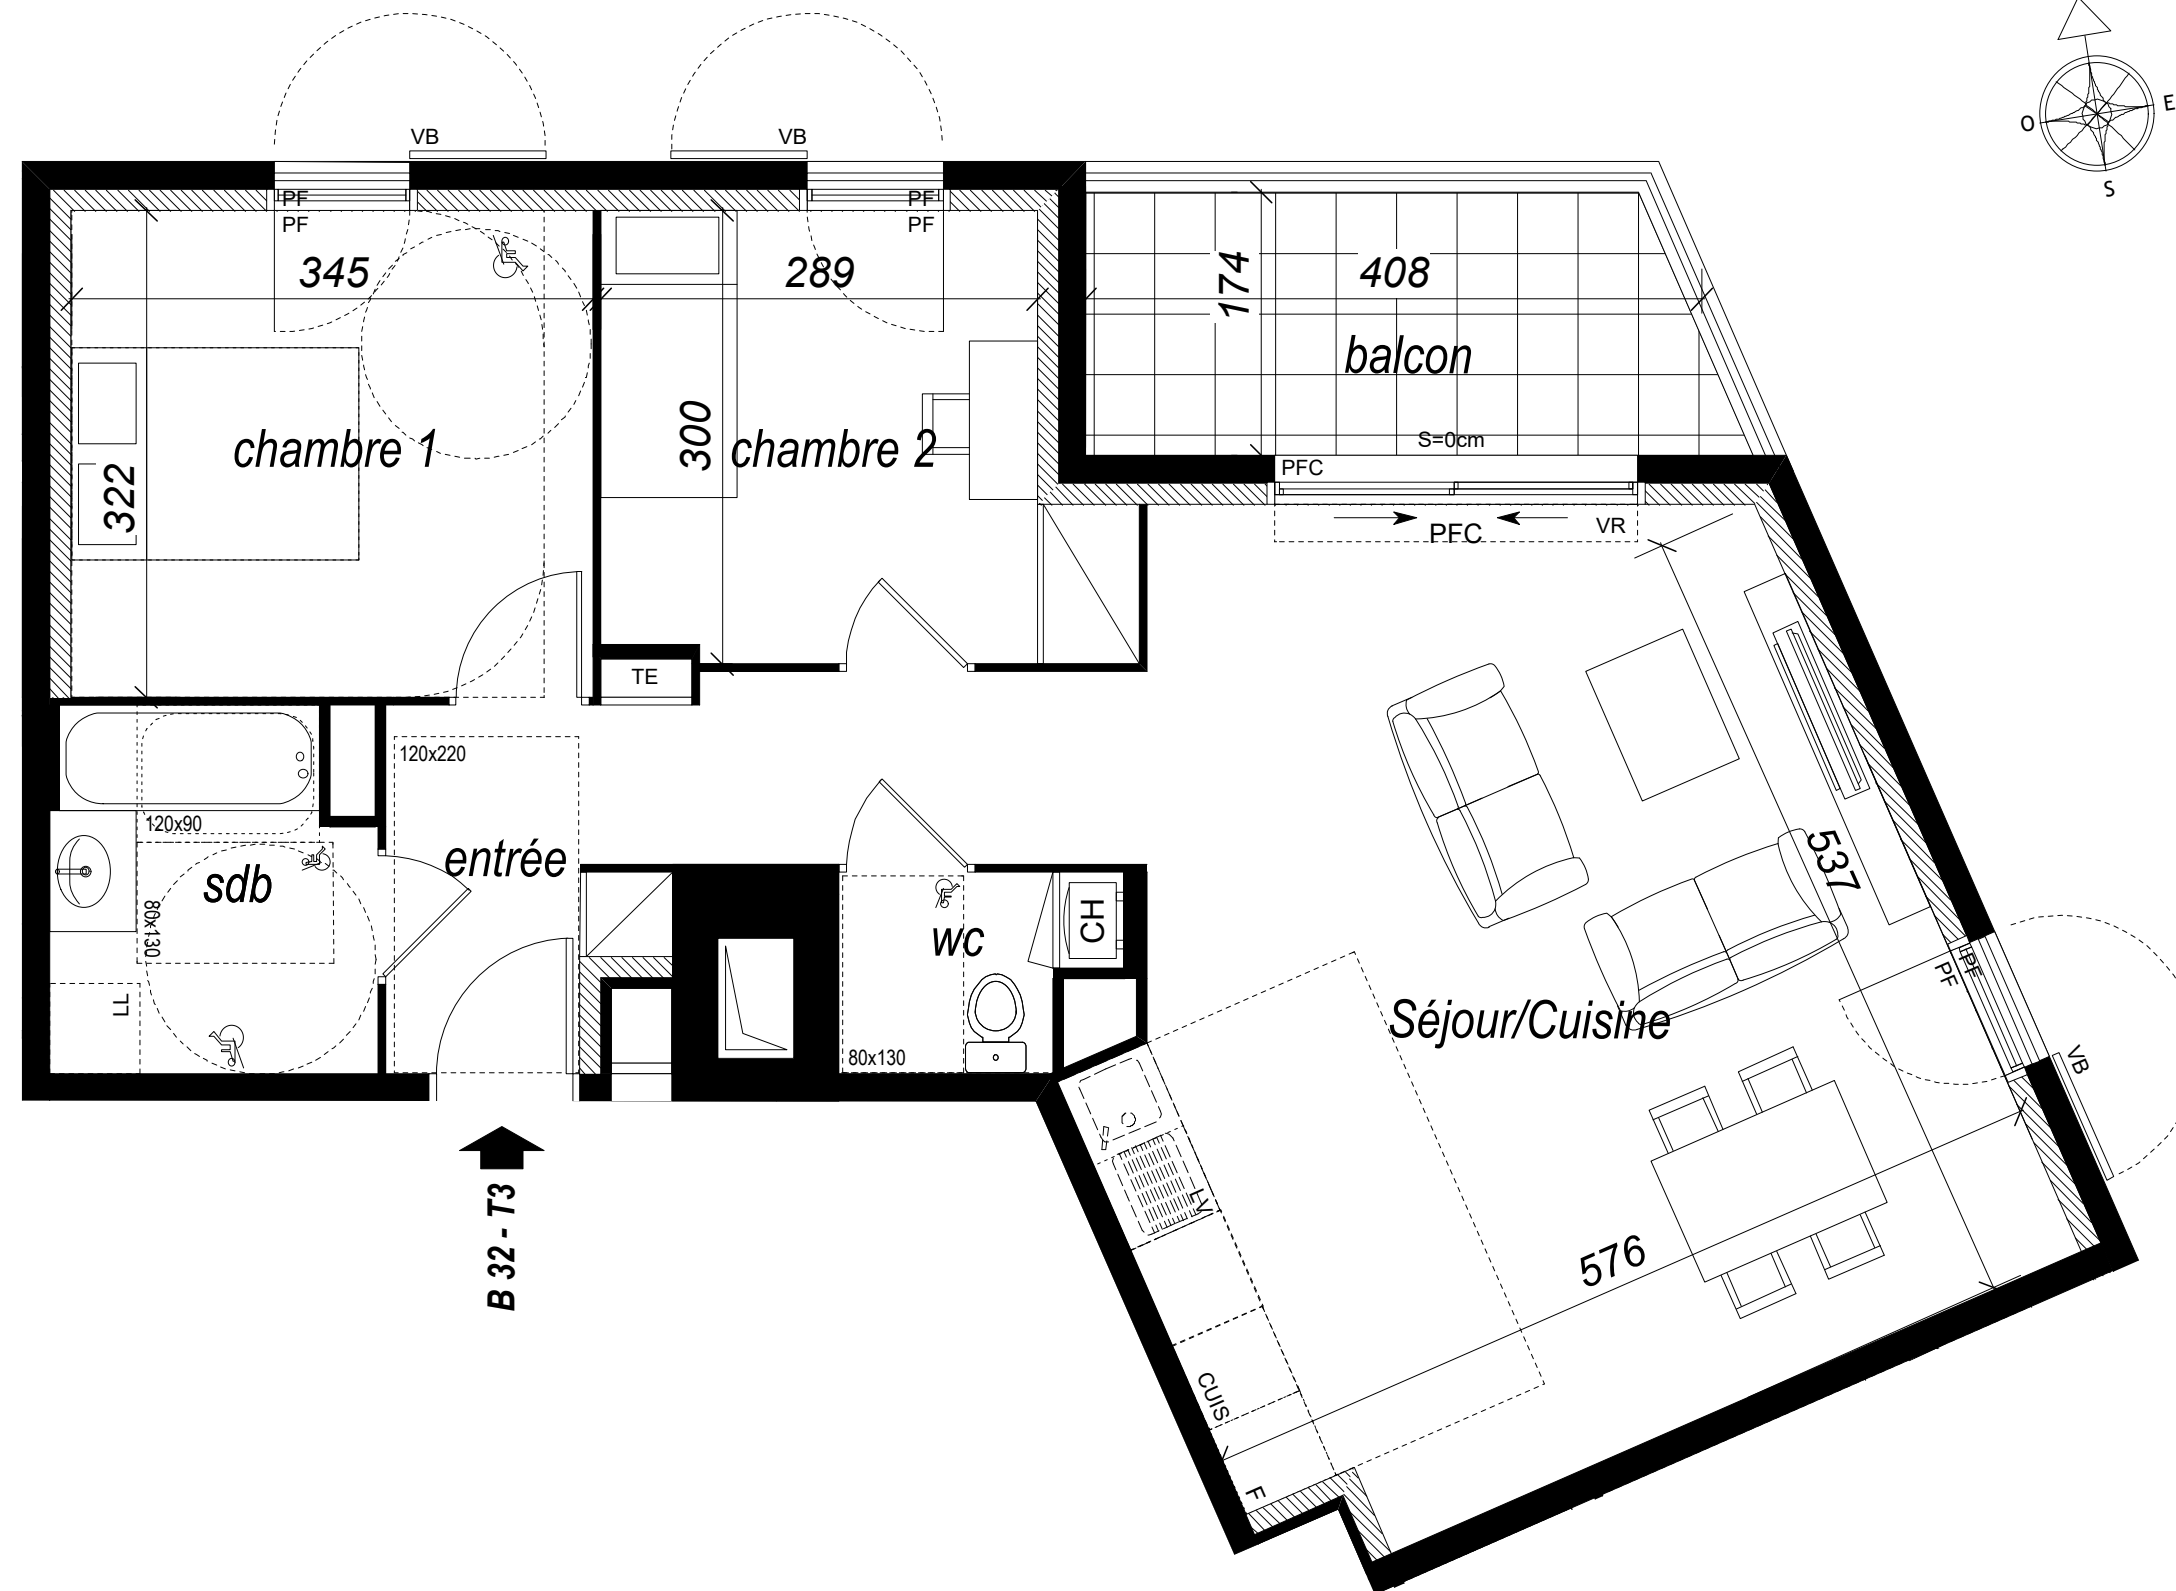 VB
VB
E
O
S
PF
PF
PF
PF
345
289
174
408
balcon
chambre 1
322
300
chambre 2
S=0cm
PFC
PFC
VR
TE
120x220
120x90
sdb
80x130
LL
entrée
wc
CH
80x130
537
PF
PF
VB
Séjour/Cuisine
LV
576
CUIS
F
B 32 - T3